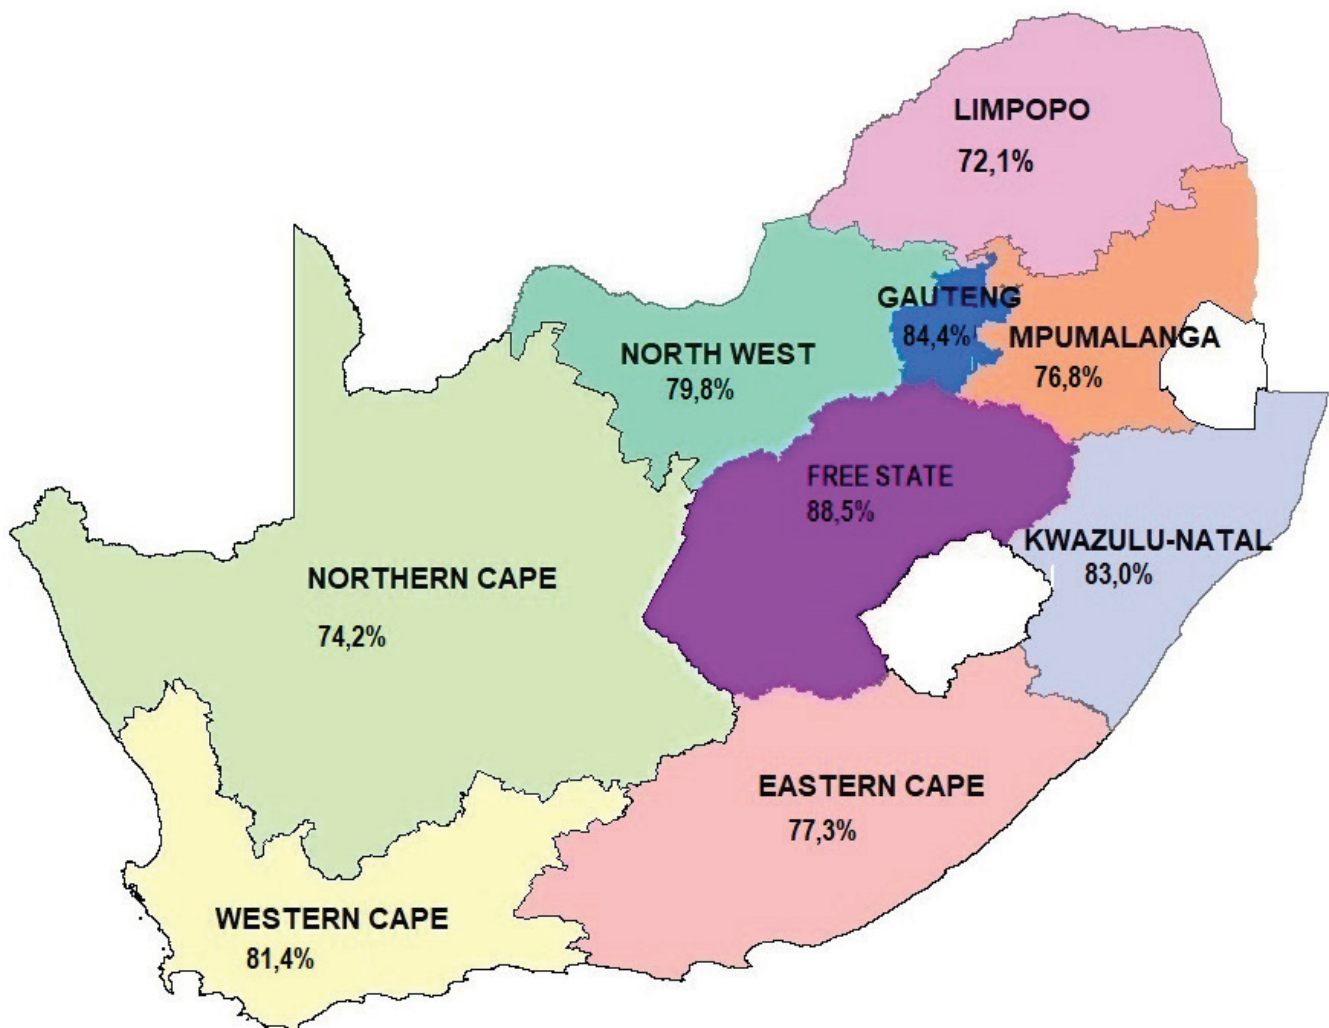 LIMPOPO
72,1%
GAUTENG
84,4%
MPUMALANGA
76,8%
NORTH WEST
79,8%
FREE STATE
88,5%
KWAZULU-NATAL
83,0%
NORTHERN CAPE
74,2%
EASTERN CAPE
77,3%
WESTERN CAPE
81,4%